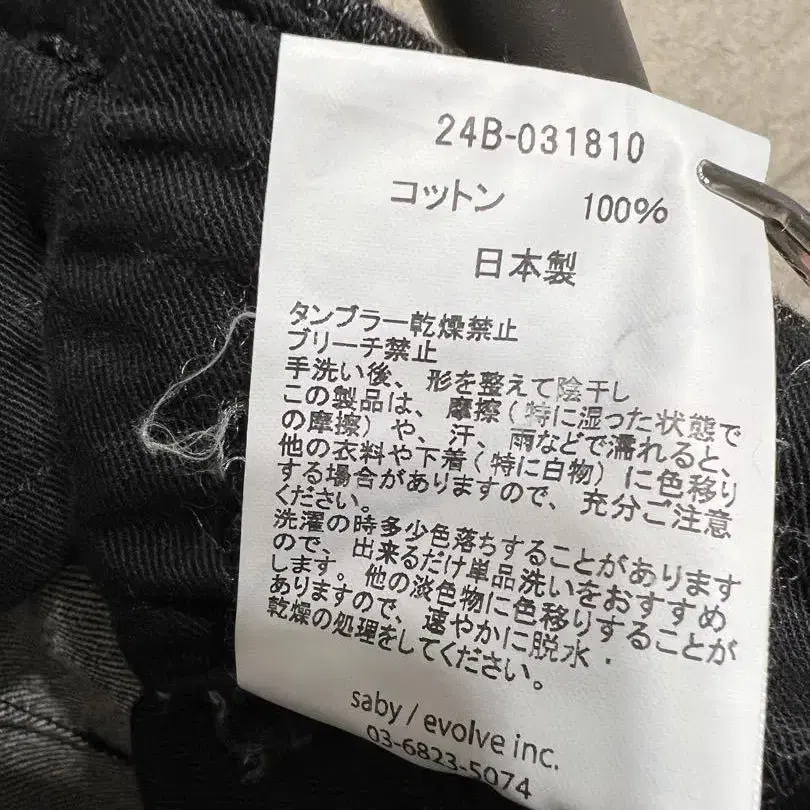 24B-031810
コットン 100%
日本製
タンブラー乾燥禁止
ブリーチ禁止
手洗い後、形を整えて陰干し
この製品は、摩擦(特に湿った状態で
の摩擦)や、汗、雨などで濡れると、
他の衣料や下着(特に白物)に色移り
する場合がありますので、充分ご注意
ください。
洗濯の時多少色落ちすることがあります
ので、出来るだけ単品洗いをおすすめ
します。他の淡色物に色移りすることが
ありますので、速やかに脱水・
乾燥の処理をしてください。
saby / evolve inc.
03-6823-5074